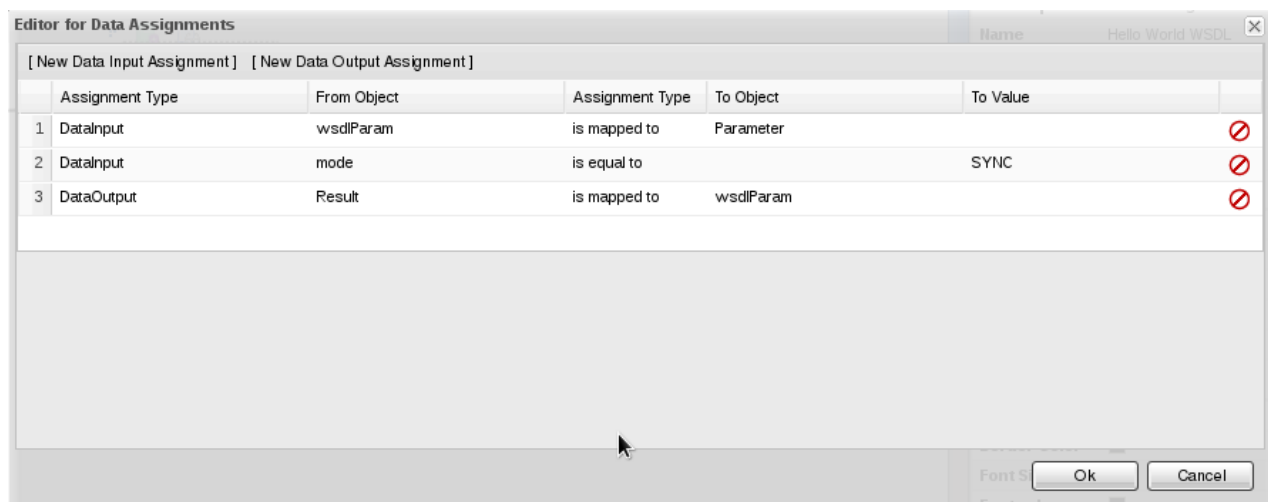 Editor for Data Assignments
Name Hello World WSDL
[ New Data Input Assignment ] [ New Data Output Assignment ]
Assignment Type From Object Assignment Type To Object To Value
1 DataInput wsdlParam is mapped to Parameter
2 DataInput mode is equal to SYNC
3 DataOutput Result is mapped to wsdlParam
Ok Cancel